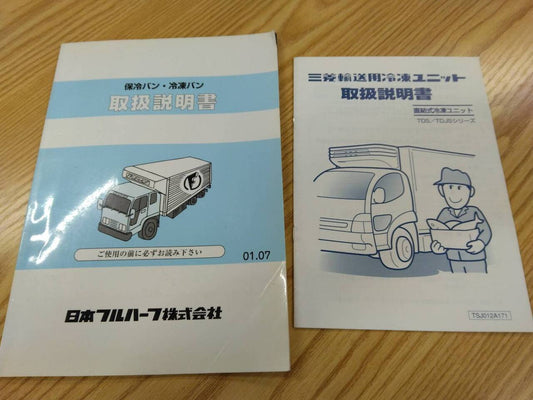 保冷バン・冷凍バン
取扱説明書
F
ご使用の前に必ずお読み下さい
01.07
日本フルハーフ株式会社
三菱輸送用冷凍ユニット
取扱説明書
直結式冷凍ユニット
TDS／TDJSシリーズ
TSJ012A171